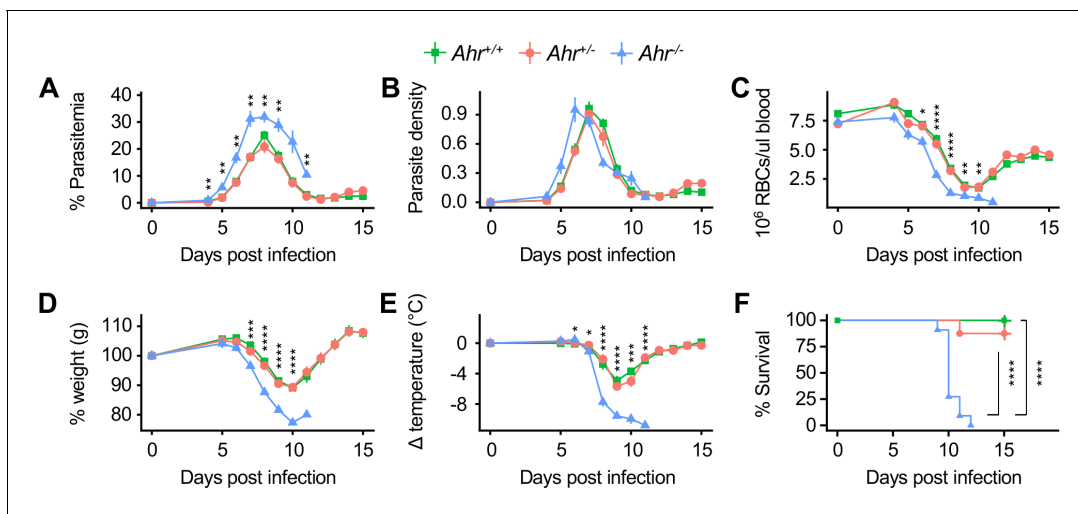 Ahr+/+ Ahr+/- Ahr-/-
A
% Parasitemia
40
30
20
10
0
** ** ** ** ** ** **
0 5 10 15
Days post infection
B
Parasite density
0.9
0.6
0.3
0.0
0 5 10 15
Days post infection
C
10⁶ RBCs/ul blood
7.5
5.0
2.5
* **** **** ** **
0 5 10 15
Days post infection
D
% weight (g)
110
100
90
80
*** **** **** ****
0 5 10 15
Days post infection
E
Δ temperature (°C)
0
-4
-8
* * **** **** *** ****
0 5 10 15
Days post infection
F
% Survival
100
75
50
25
0
**** ****
0 5 10 15
Days post infection